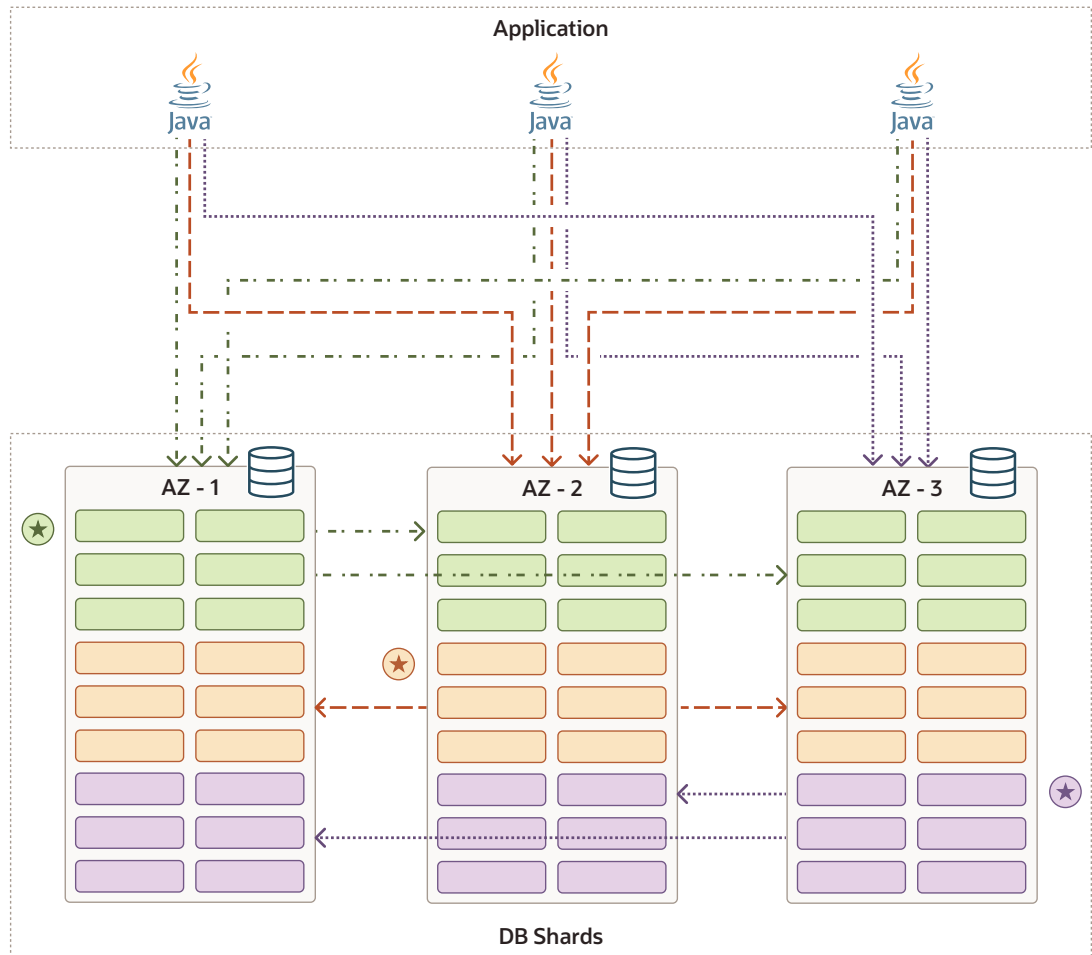 Application
Java
Java
Java
AZ - 1
AZ - 2
AZ - 3
DB Shards